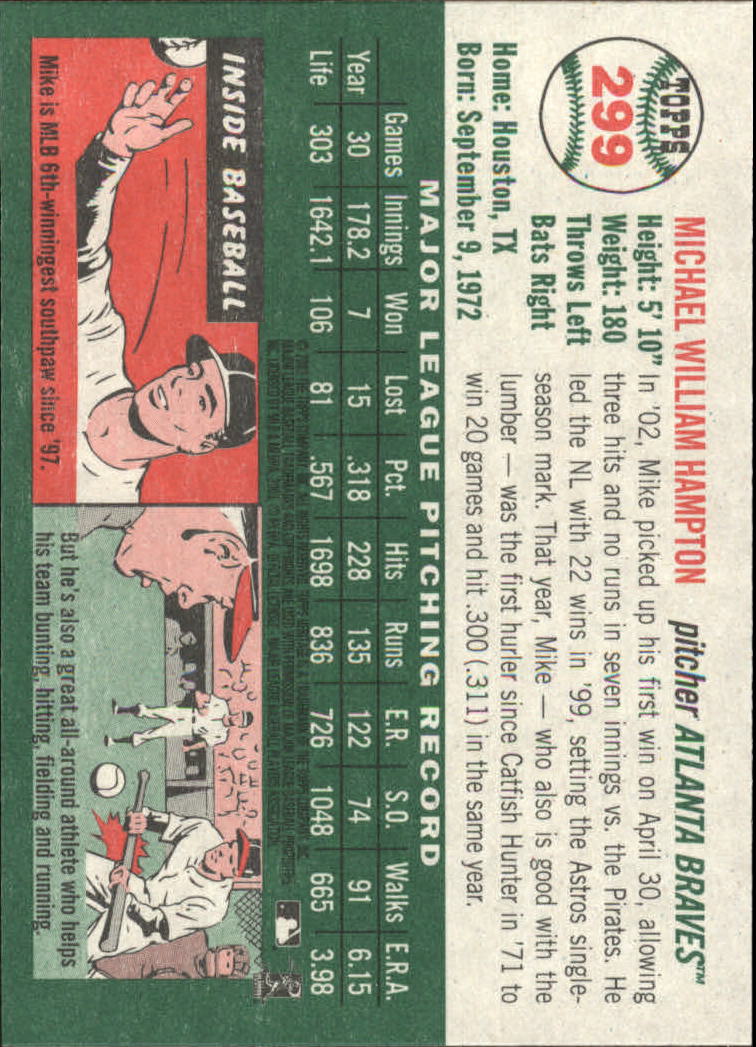 TOPPS
299
MICHAEL WILLIAM HAMPTON
pitcher ATLANTA BRAVES™
Height: 5' 10"
Weight: 180
Throws Left
Bats Right
Home: Houston, TX
Born: September 9, 1972
In '02, Mike picked up his first win on April 30, allowing
three hits and no runs in seven innings vs. the Pirates. He
led the NL with 22 wins in '99, setting the Astros single-
season mark. That year, Mike — who also is good with the
lumber — was the first hurler since Catfish Hunter in '71 to
win 20 games and hit .300 (.311) in the same year.
MAJOR LEAGUE PITCHING RECORD
Games Innings Won Lost Pct. Hits Runs E.R. S.O. Walks E.R.A.
Year 30 178.2 7 15 .318 228 135 122 74 91 6.15
Life 303 1642.1 106 81 .567 1698 836 726 1048 665 3.98
INSIDE BASEBALL
Mike is MLB 6th-winningest southpaw since '97.
But he's also a great all-around athlete who helps
his team bunting, hitting, fielding and running.